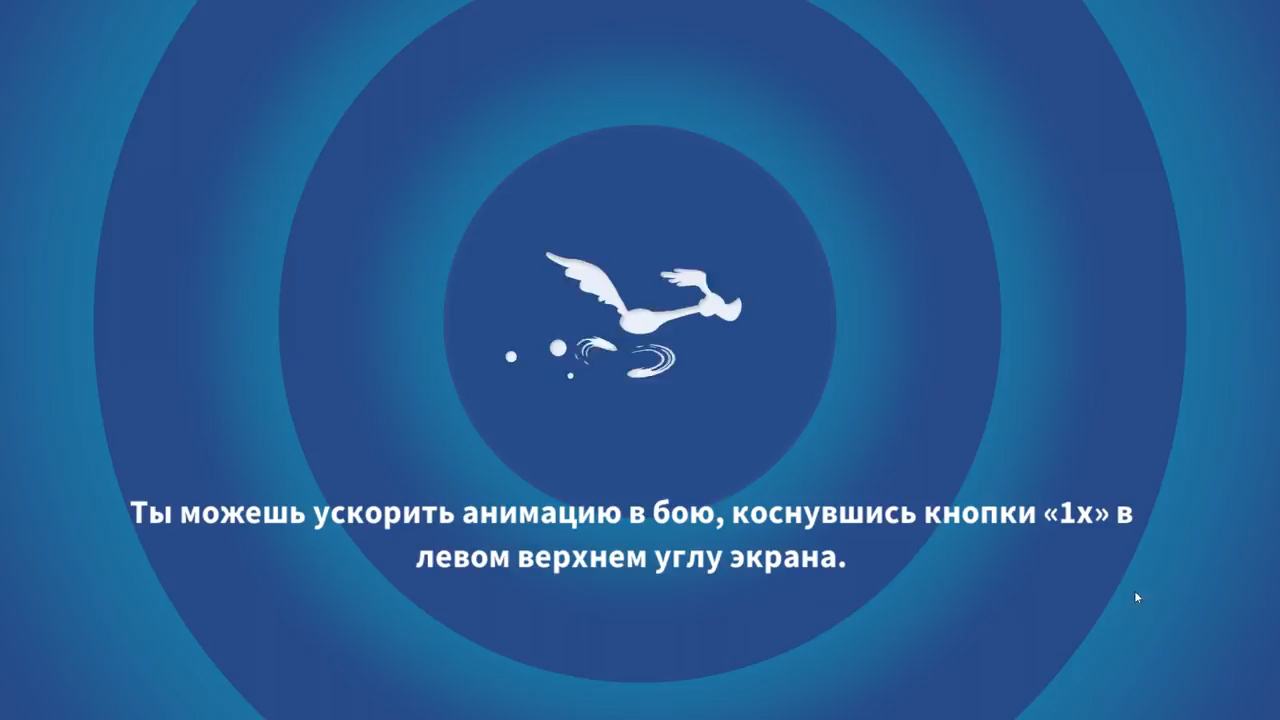 Ты можешь ускорить анимацию в бою, коснувшись кнопки «1x» в
левом верхнем углу экрана.